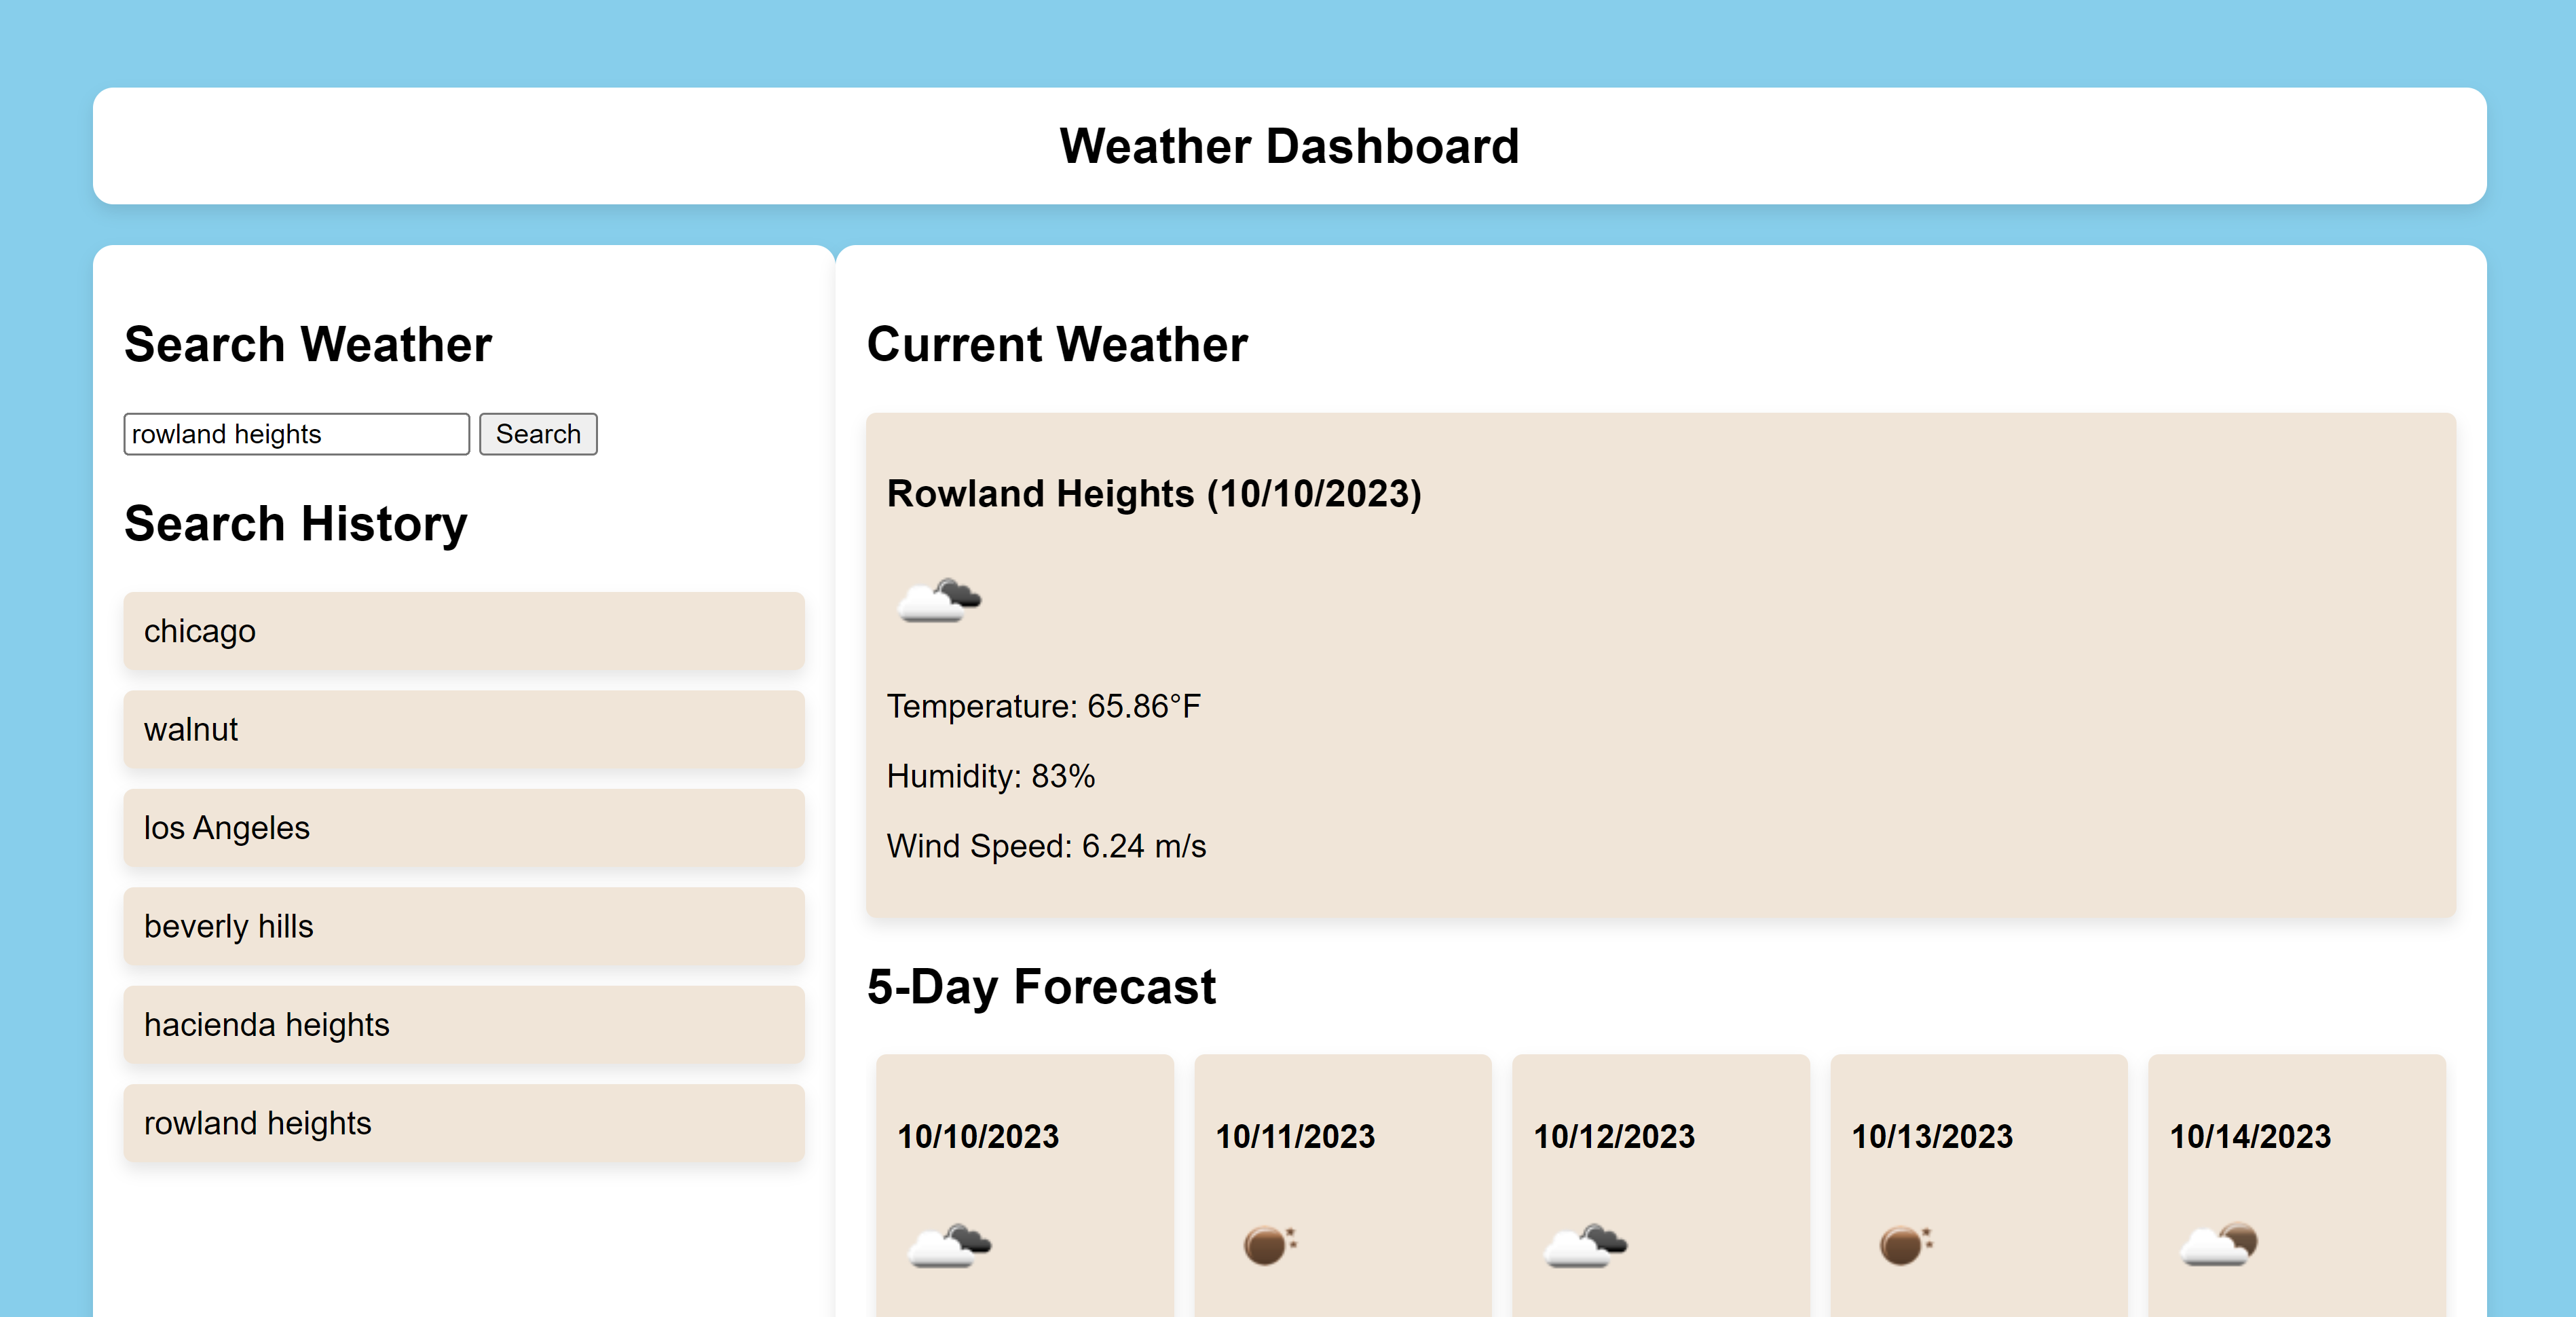 Weather Dashboard
Search Weather
rowland heights Search
Search History
chicago
walnut
los Angeles
beverly hills
hacienda heights
rowland heights
Current Weather
Rowland Heights (10/10/2023)
Temperature: 65.86°F
Humidity: 83%
Wind Speed: 6.24 m/s
5-Day Forecast
10/10/2023
10/11/2023
10/12/2023
10/13/2023
10/14/2023